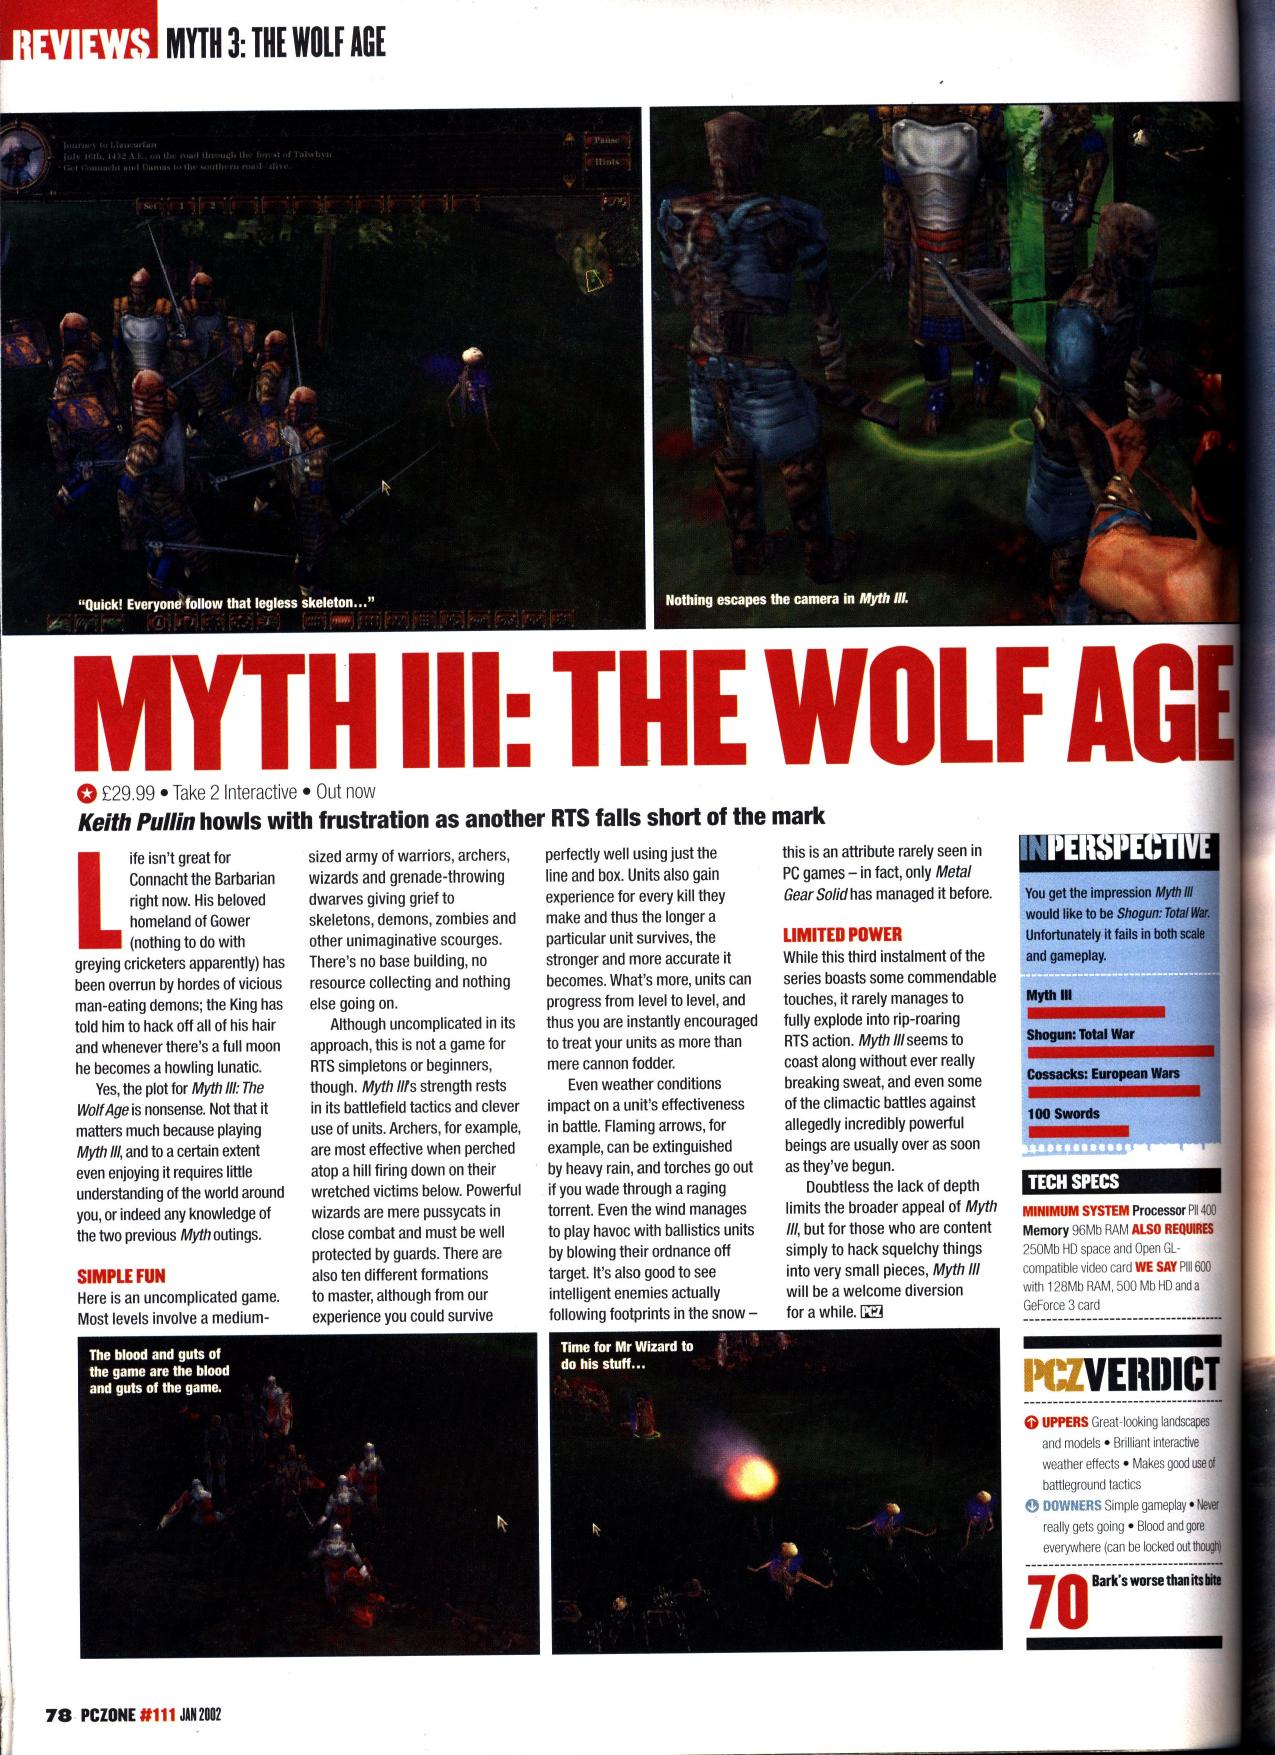 REVIEWS MYTH 3: THE WOLF AGE
Journey to Llancarfan
July 16th, 1432 A.E., on the road through the forest of Talwhyn
Get Connacht and Damas to the southern road alive.
Pause
Hints
Set 1 2
"Quick! Everyone follow that legless skeleton..."
Nothing escapes the camera in Myth III.
MYTH III: THE WOLF AGE
£29.99 • Take 2 Interactive • Out now
Keith Pullin howls with frustration as another RTS falls short of the mark
Life isn't great for
Connacht the Barbarian
right now. His beloved
homeland of Gower
(nothing to do with
greying cricketers apparently) has
been overrun by hordes of vicious
man-eating demons; the King has
told him to hack off all of his hair
and whenever there's a full moon
he becomes a howling lunatic.
Yes, the plot for Myth III: The
Wolf Age is nonsense. Not that it
matters much because playing
Myth III, and to a certain extent
even enjoying it requires little
understanding of the world around
you, or indeed any knowledge of
the two previous Myth outings.
SIMPLE FUN
Here is an uncomplicated game.
Most levels involve a medium-
sized army of warriors, archers,
wizards and grenade-throwing
dwarves giving grief to
skeletons, demons, zombies and
other unimaginative scourges.
There's no base building, no
resource collecting and nothing
else going on.
Although uncomplicated in its
approach, this is not a game for
RTS simpletons or beginners,
though. Myth III's strength rests
in its battlefield tactics and clever
use of units. Archers, for example,
are most effective when perched
atop a hill firing down on their
wretched victims below. Powerful
wizards are mere pussycats in
close combat and must be well
protected by guards. There are
also ten different formations
to master, although from our
experience you could survive
perfectly well using just the
line and box. Units also gain
experience for every kill they
make and thus the longer a
particular unit survives, the
stronger and more accurate it
becomes. What's more, units can
progress from level to level, and
thus you are instantly encouraged
to treat your units as more than
mere cannon fodder.
Even weather conditions
impact on a unit's effectiveness
in battle. Flaming arrows, for
example, can be extinguished
by heavy rain, and torches go out
if you wade through a raging
torrent. Even the wind manages
to play havoc with ballistics units
by blowing their ordnance off
target. It's also good to see
intelligent enemies actually
following footprints in the snow –
this is an attribute rarely seen in
PC games – in fact, only Metal
Gear Solid has managed it before.
LIMITED POWER
While this third instalment of the
series boasts some commendable
touches, it rarely manages to
fully explode into rip-roaring
RTS action. Myth III seems to
coast along without ever really
breaking sweat, and even some
of the climactic battles against
allegedly incredibly powerful
beings are usually over as soon
as they've begun.
Doubtless the lack of depth
limits the broader appeal of Myth
III, but for those who are content
simply to hack squelchy things
into very small pieces, Myth III
will be a welcome diversion
for a while. PCZ
The blood and guts of
the game are the blood
and guts of the game.
Time for Mr Wizard to
do his stuff...
INPERSPECTIVE
You get the impression Myth III
would like to be Shogun: Total War.
Unfortunately it fails in both scale
and gameplay.
Myth III
Shogun: Total War
Cossacks: European Wars
100 Swords
TECH SPECS
MINIMUM SYSTEM Processor PII 400
Memory 96Mb RAM ALSO REQUIRES
250Mb HD space and Open GL-
compatible video card WE SAY PIII 600
with 128Mb RAM, 500 Mb HD and a
GeForce 3 card
PCZVERDICT
UPPERS Great-looking landscapes
and models • Brilliant interactive
weather effects • Makes good use of
battleground tactics
DOWNERS Simple gameplay • Never
really gets going • Blood and gore
everywhere (can be locked out though)
70 Bark's worse than its bite
78 PCZONE #111 JAN 2002